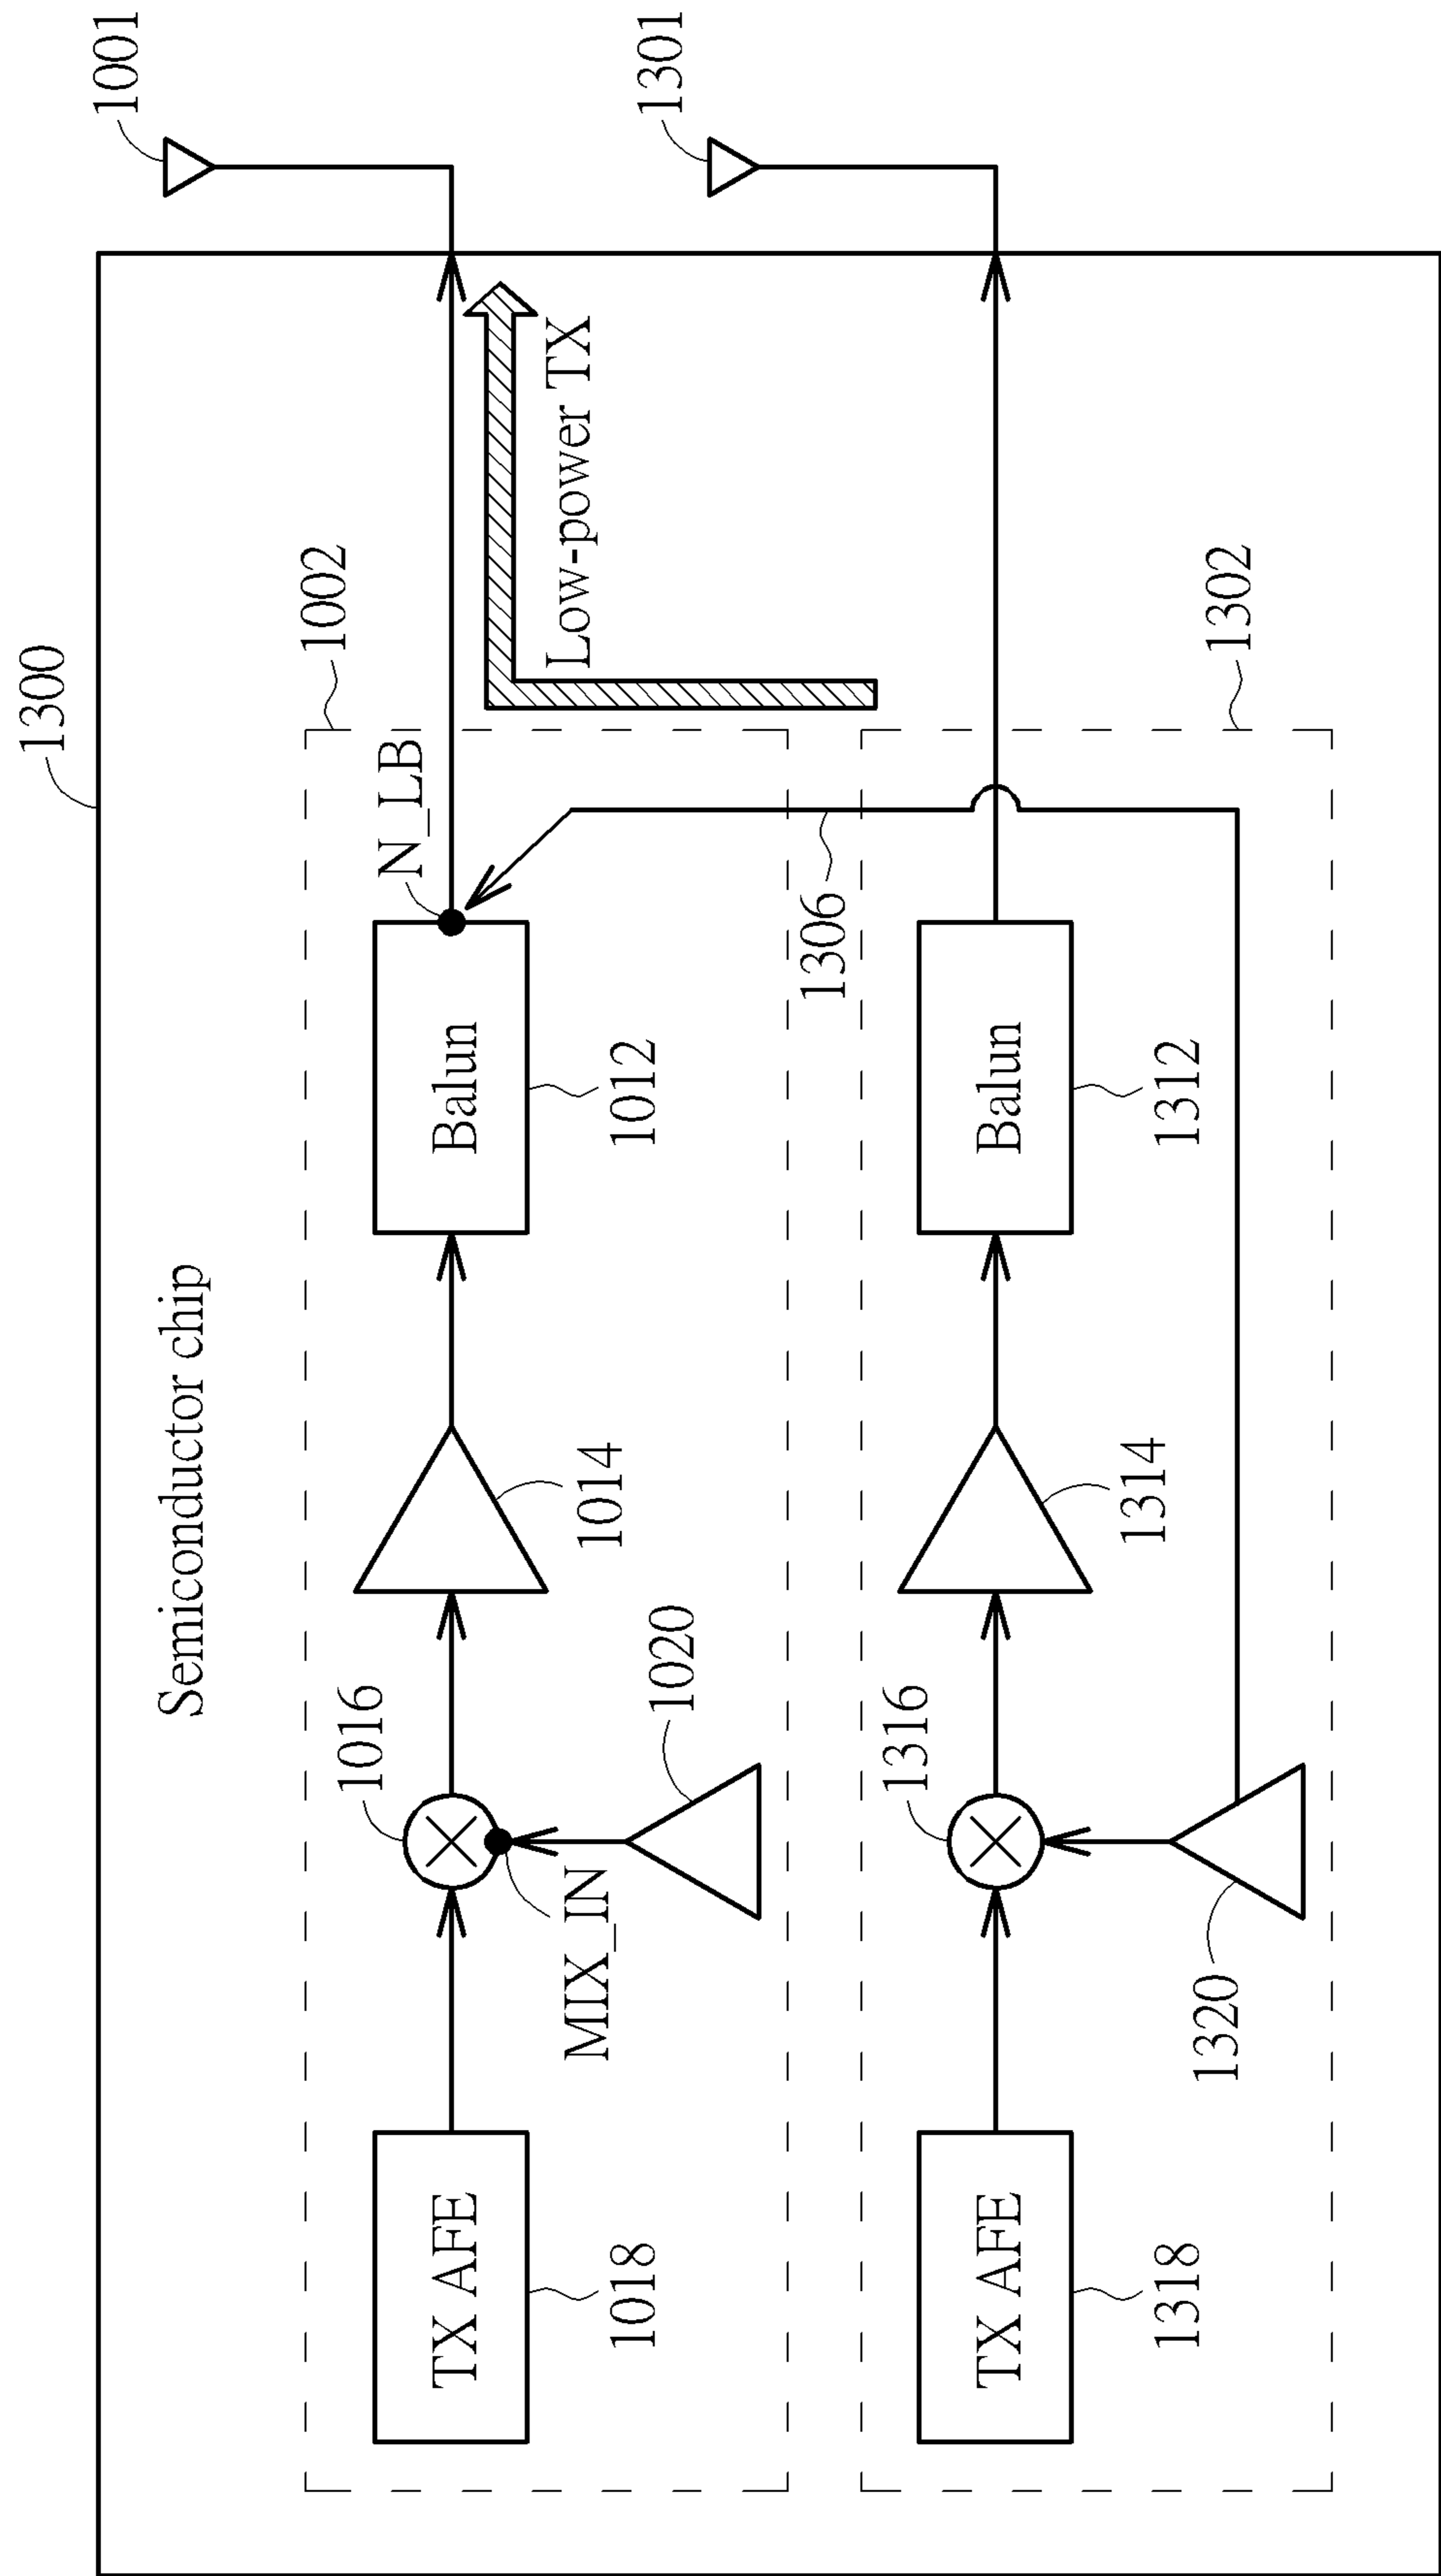 1300
Semiconductor chip
1001
1002
N_LB
1016
TX AFE
Balun
1018
MIX_IN
1020
1014
1012
Low-power TX
1301
1306
1316
TX AFE
Balun
1318
1320
1314
1312
1302